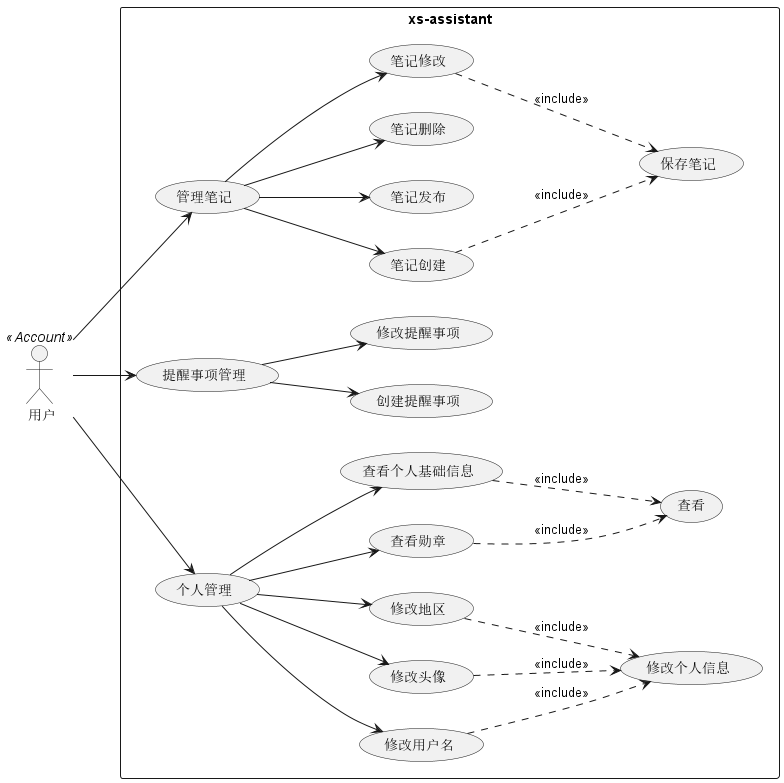 xs-assistant
笔记修改
«include»
笔记删除
保存笔记
管理笔记
笔记发布
«include»
笔记创建
« Account»
用户
提醒事项管理
修改提醒事项
创建提醒事项
查看个人基础信息
«include»
查看
查看勋章
«include»
个人管理
修改地区
«include»
修改头像
«include»
修改个人信息
«include»
修改用户名